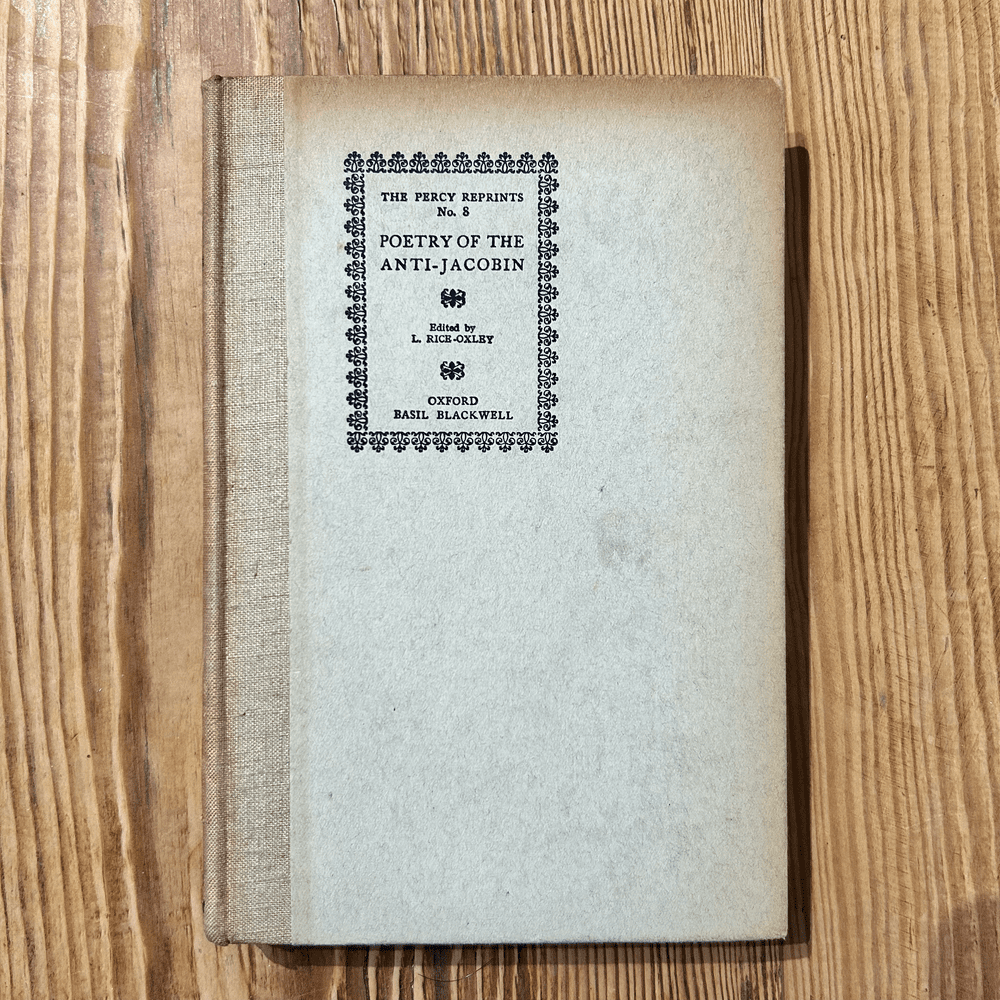 THE PERCY REPRINTS
No. 8
POETRY OF THE
ANTI-JACOBIN
Edited by
L. RICE-OXLEY
OXFORD
BASIL BLACKWELL